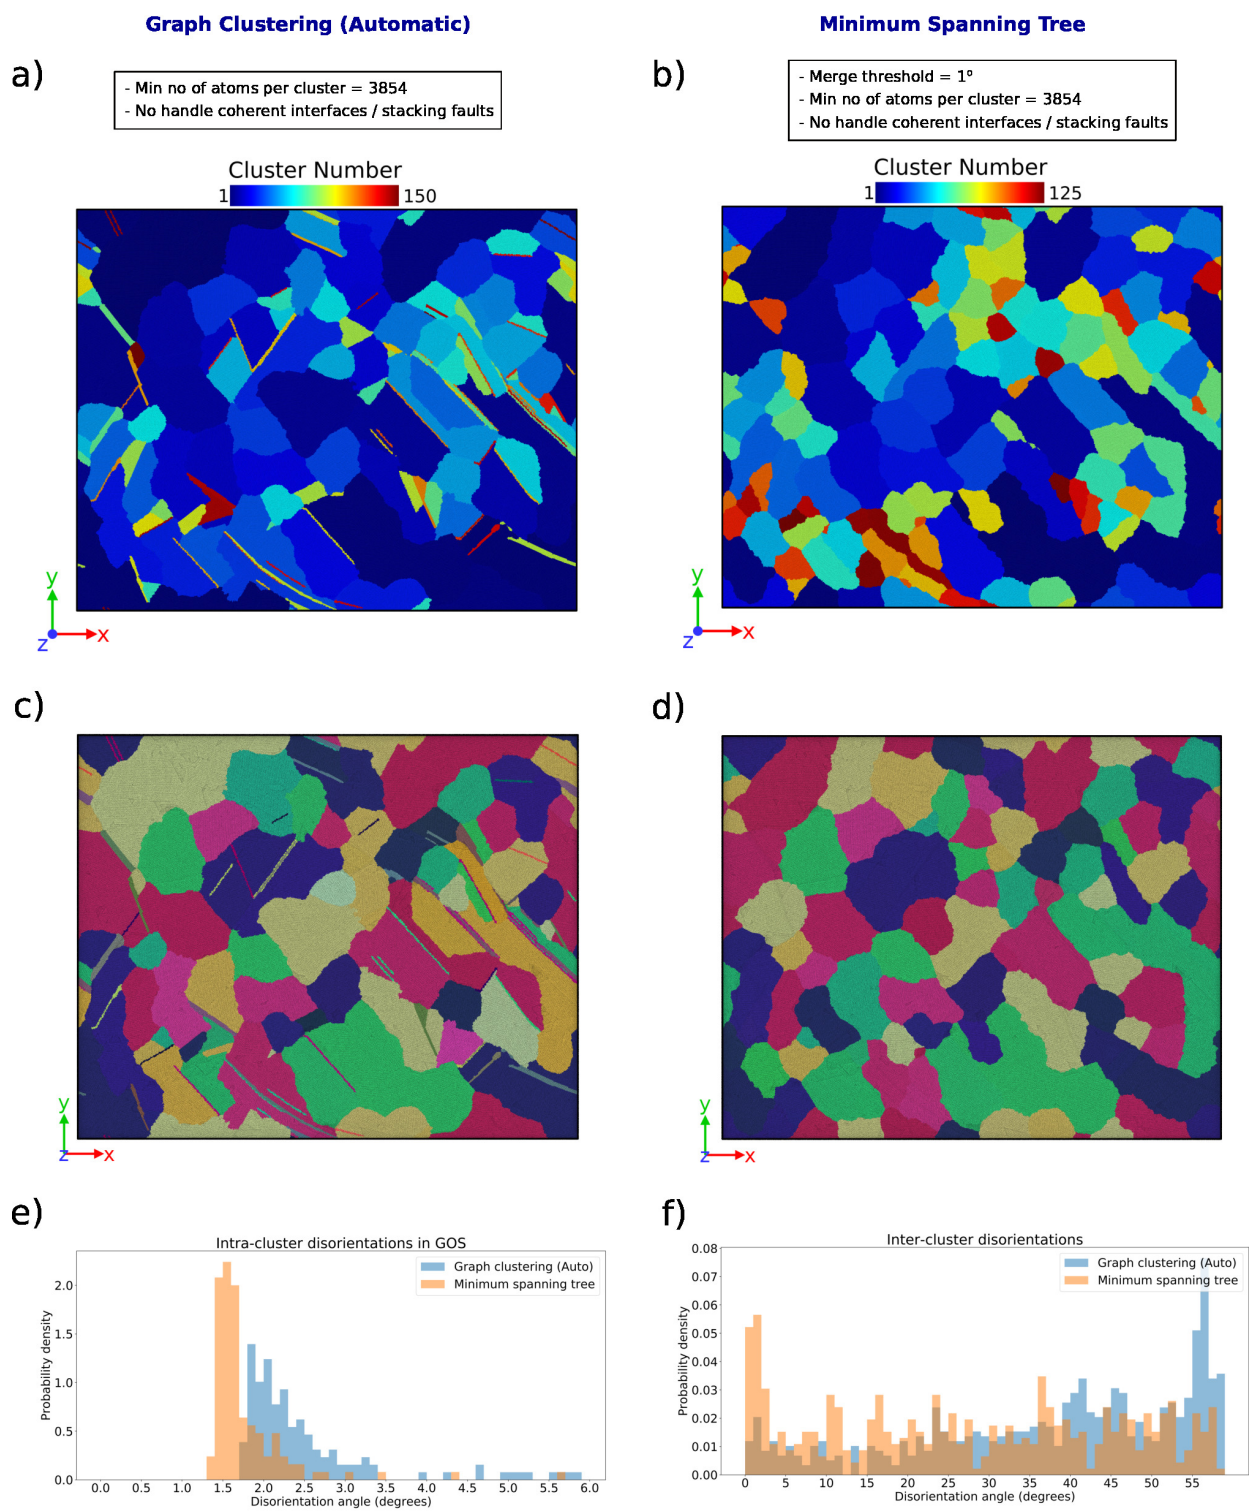 Graph Clustering (Automatic)
Minimum Spanning Tree
a)
- Min no of atoms per cluster = 3854
- No handle coherent interfaces / stacking faults
b)
- Merge threshold = 1°
- Min no of atoms per cluster = 3854
- No handle coherent interfaces / stacking faults
Cluster Number
1 150
Cluster Number
1 125
y
z x
y
z x
c)
d)
y
z x
y
z x
e)
Intra-cluster disorientations in GOS
Graph clustering (Auto)
Minimum spanning tree
Probability density
2.0
1.5
1.0
0.5
0.0
0.0 0.5 1.0 1.5 2.0 2.5 3.0 3.5 4.0 4.5 5.0 5.5 6.0
Disorientation angle (degrees)
f)
Inter-cluster disorientations
Graph clustering (Auto)
Minimum spanning tree
Probability density
0.08
0.07
0.06
0.05
0.04
0.03
0.02
0.01
0.00
0 5 10 15 20 25 30 35 40 45 50 55
Disorientation angle (degrees)